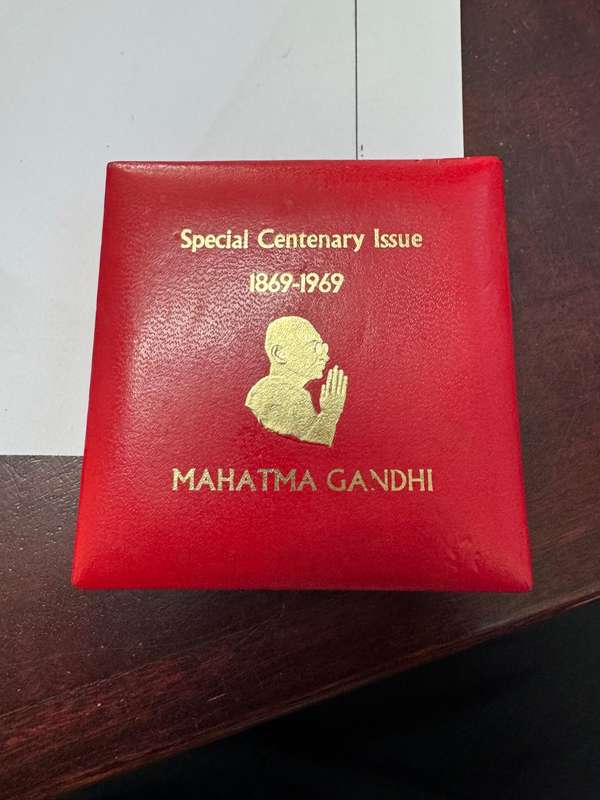 Special Centenary Issue
1869-1969
MAHATMA GANDHI